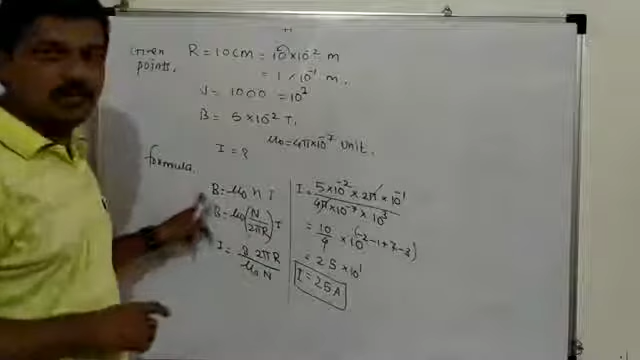 Given points.
R = 10cm = 10×10⁻² m
= 1×10⁻¹ m.
= 1000 = 10³
B = 5×10⁻² T,
I = ?
μ₀=4π×10⁻⁷ unit.
formula.
B=μ₀ n I
B=μ₀(N/2πR)I
I = B 2πR / μ₀ N
I = 5×10⁻² × 2π × 10⁻¹ / 4π×10⁻⁷ × 10³
= 10/4 × 10^(-2-1+7-3)
= 2.5 × 10¹
I = 25A